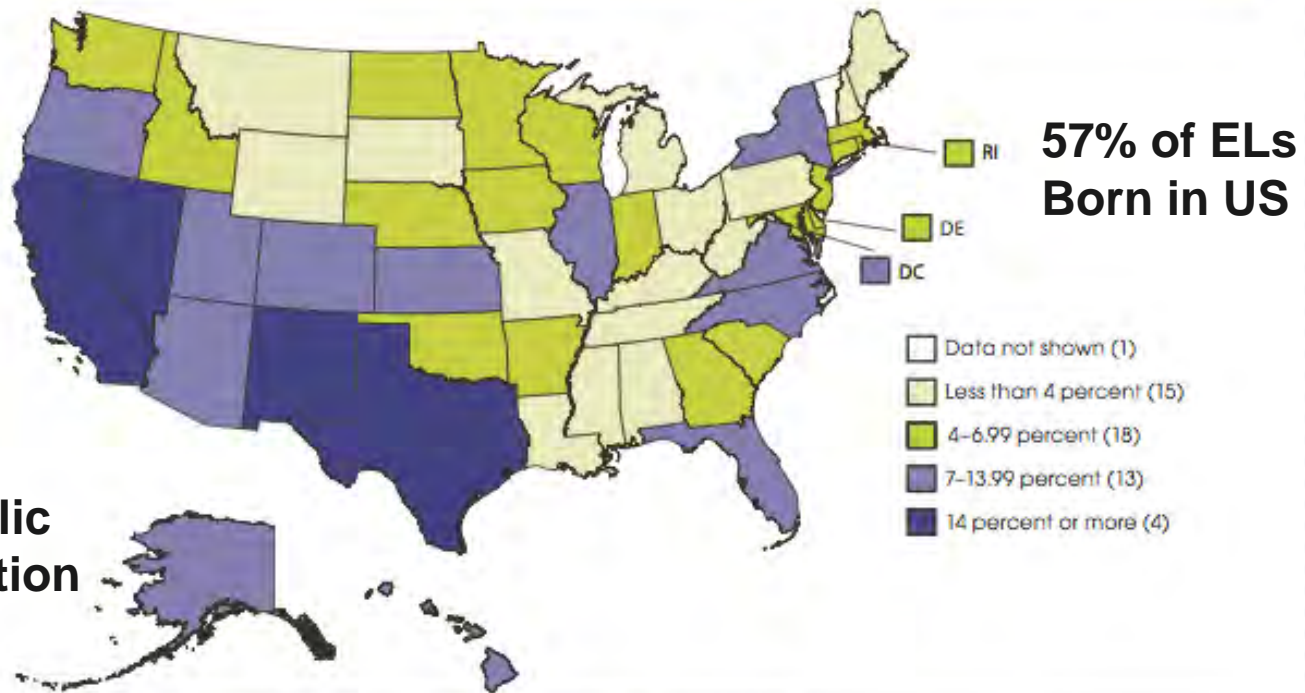 RI
57% of ELs
Born in US
DE
DC
Data not shown (1)
Less than 4 percent (15)
4–6.99 percent (18)
7–13.99 percent (13)
14 percent or more (4)
lic
tion